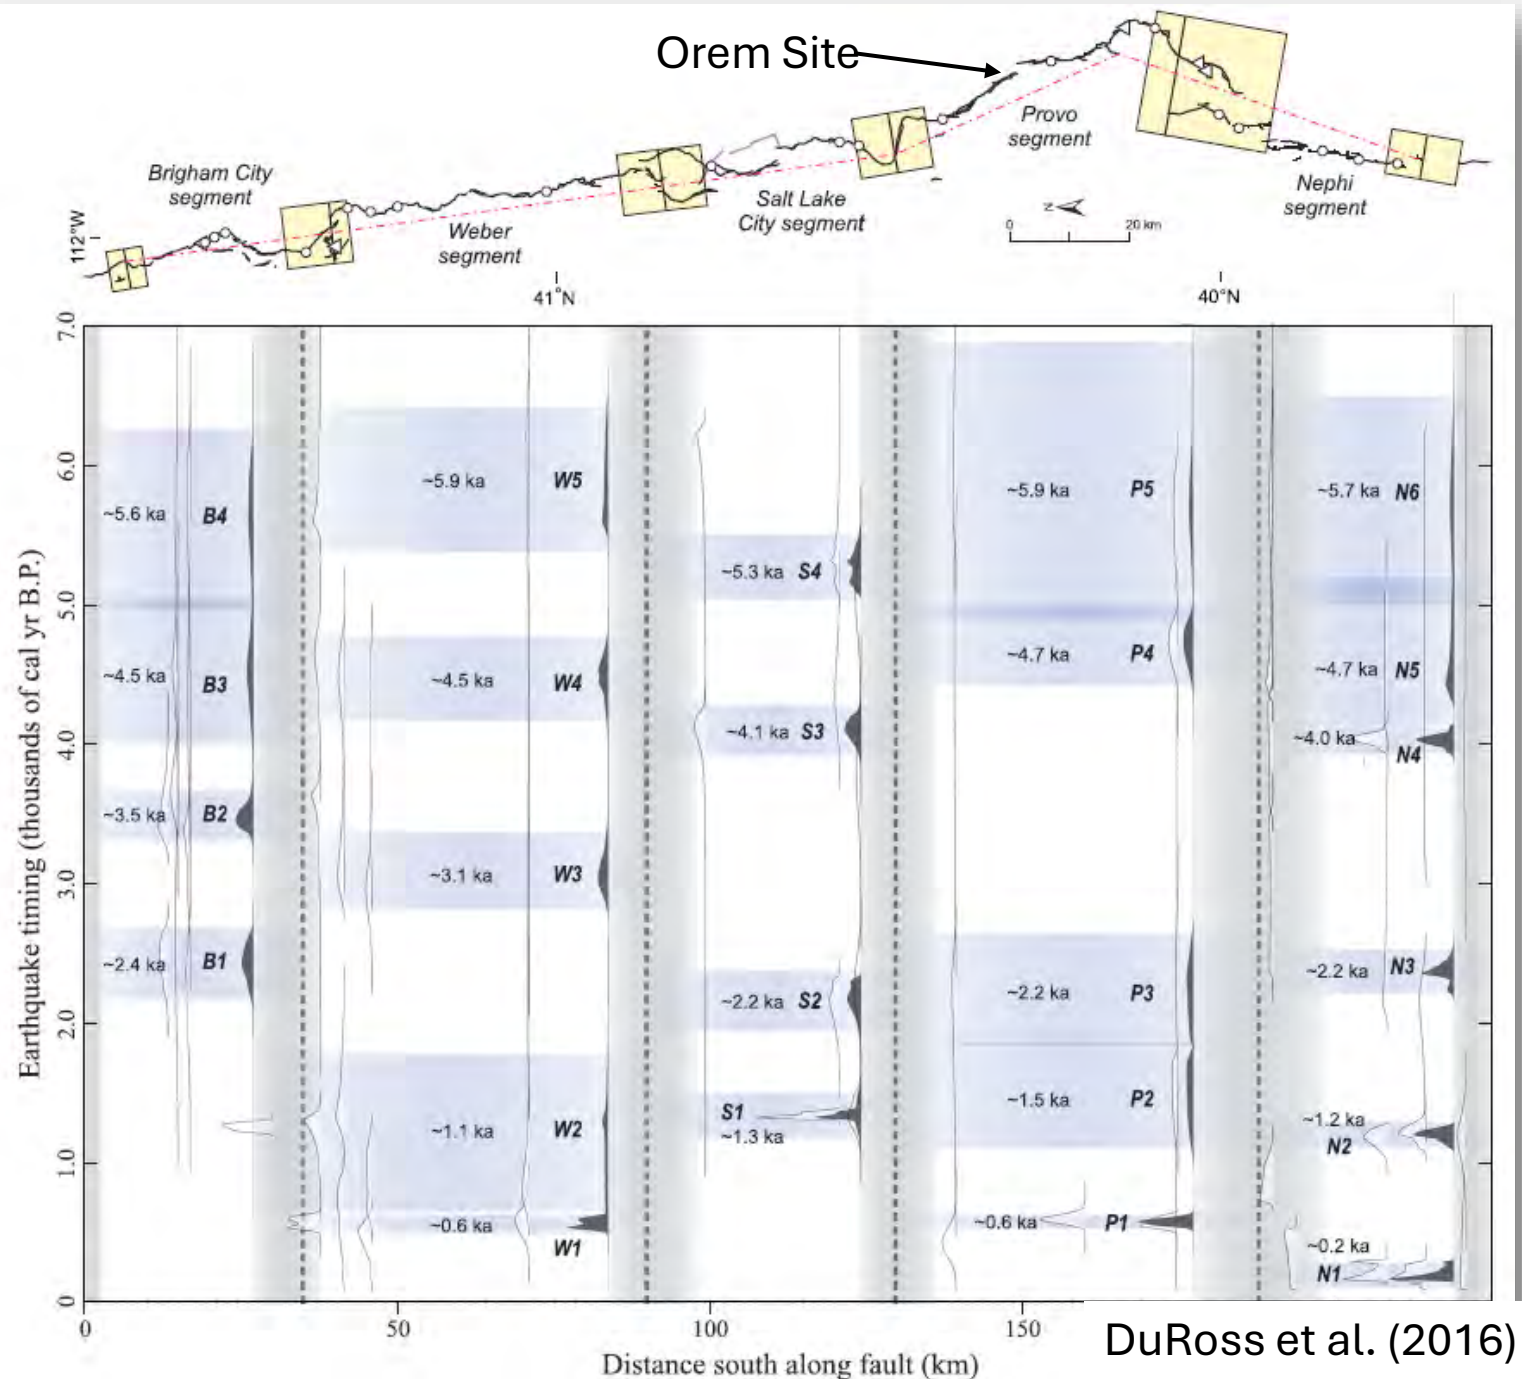 Orem Site
Brigham City
segment
Weber
segment
Salt Lake
City segment
Provo
segment
Nephi
segment
112°W
N
0
20 km
41°N
40°N
Earthquake timing (thousands of cal yr B.P.)
7.0
6.0
5.0
4.0
3.0
2.0
1.0
0
~5.6 ka B4
~4.5 ka B3
~3.5 ka B2
~2.4 ka B1
~5.9 ka W5
~4.5 ka W4
~3.1 ka W3
~1.1 ka W2
~0.6 ka
W1
~5.3 ka S4
~4.1 ka S3
~2.2 ka S2
S1
~1.3 ka
~5.9 ka P5
~4.7 ka P4
~2.2 ka P3
~1.5 ka P2
~0.6 ka P1
~5.7 ka N6
~4.7 ka N5
~4.0 ka
N4
~2.2 ka N3
~1.2 ka
N2
~0.2 ka
N1
0 50 100 150
Distance south along fault (km)
DuRoss et al. (2016)